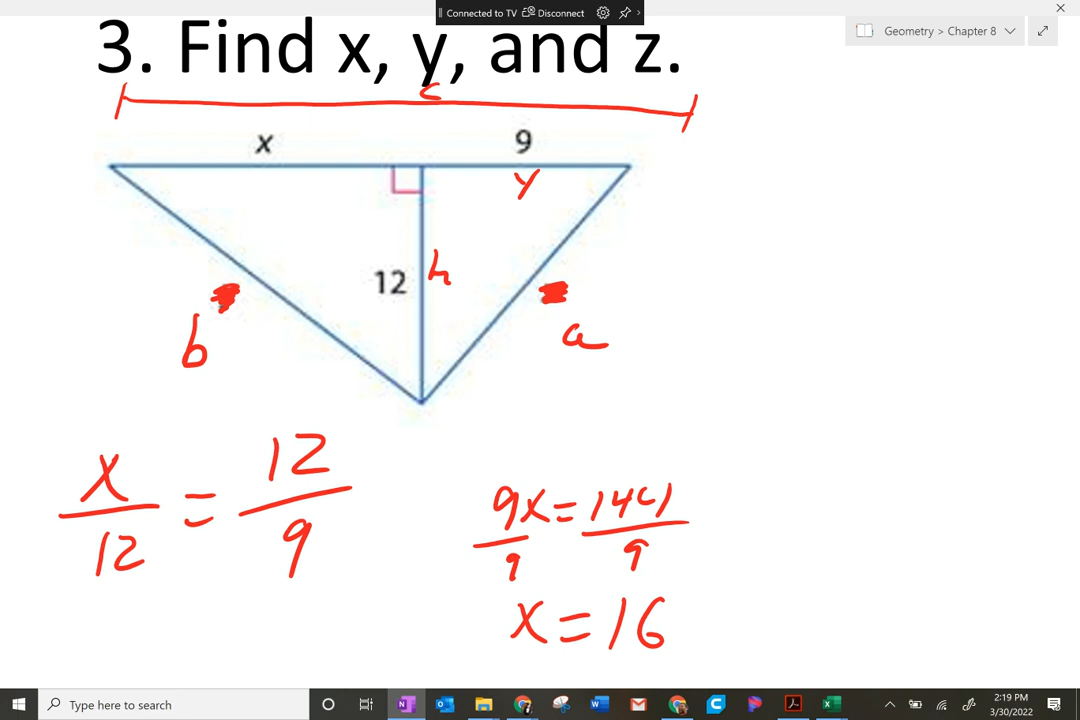 Connected to TV Disconnect
3. Find x, y, and z.
Geometry > Chapter 8
c
x 9
y
12 h
b a
x/12 = 12/9
9x/9 = 144/9
x = 16
Type here to search
2:19 PM
3/30/2022